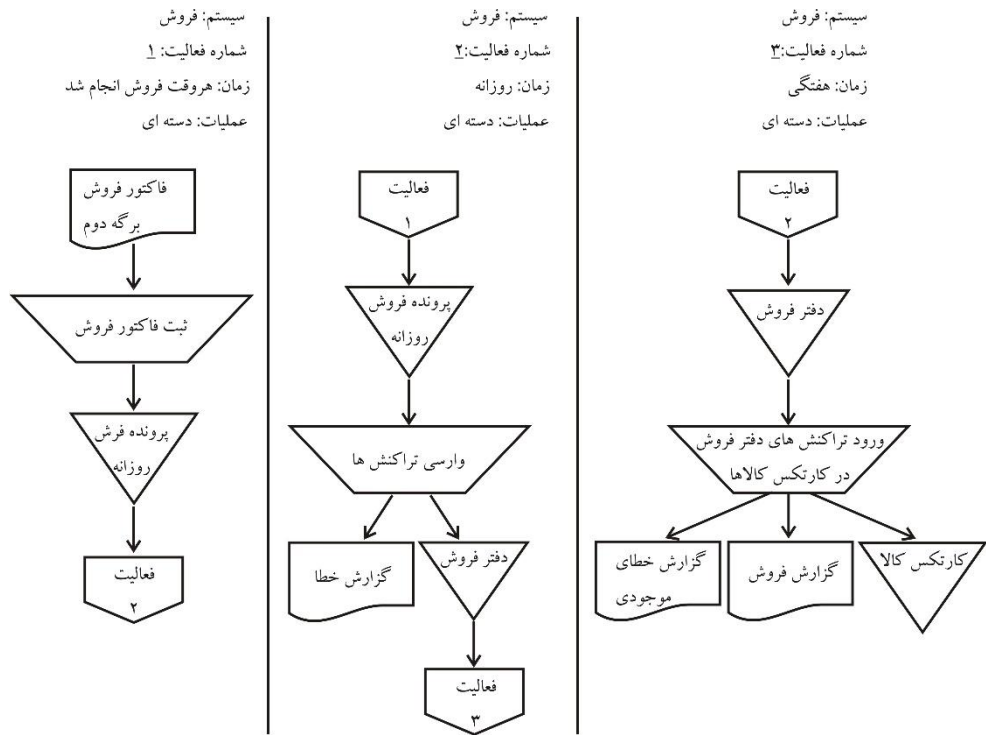 سیستم: فروش
شماره فعالیت: ۱
زمان: هروقت فروش انجام شد
عملیات: دسته ای
فاکتور فروش
برگه دوم
ثبت فاکتور فروش
پرونده فرش
روزانه
فعالیت
۲
سیستم: فروش
شماره فعالیت:۲
زمان: روزانه
عملیات: دسته ای
فعالیت
۱
پرونده فروش
روزانه
وارسی تراکنش ها
گزارش خطا
دفتر فروش
فعالیت
۳
سیستم: فروش
شماره فعالیت:۳
زمان: هفتگی
عملیات: دسته ای
فعالیت
۲
دفتر فروش
ورود تراکنش های دفتر فروش
در کارتکس کالاها
گزارش خطای
موجودی
گزارش فروش
کارتکس کالا